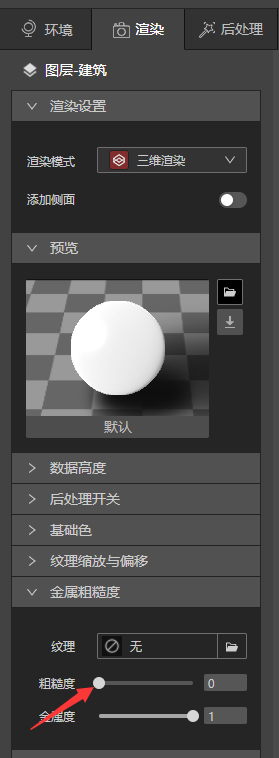 环境 渲染 后处理
图层-建筑
渲染设置
渲染模式 三维渲染
添加侧面
预览
默认
数据高度
后处理开关
基础色
纹理缩放与偏移
金属粗糙度
纹理 无
粗糙度 0
金属度 1